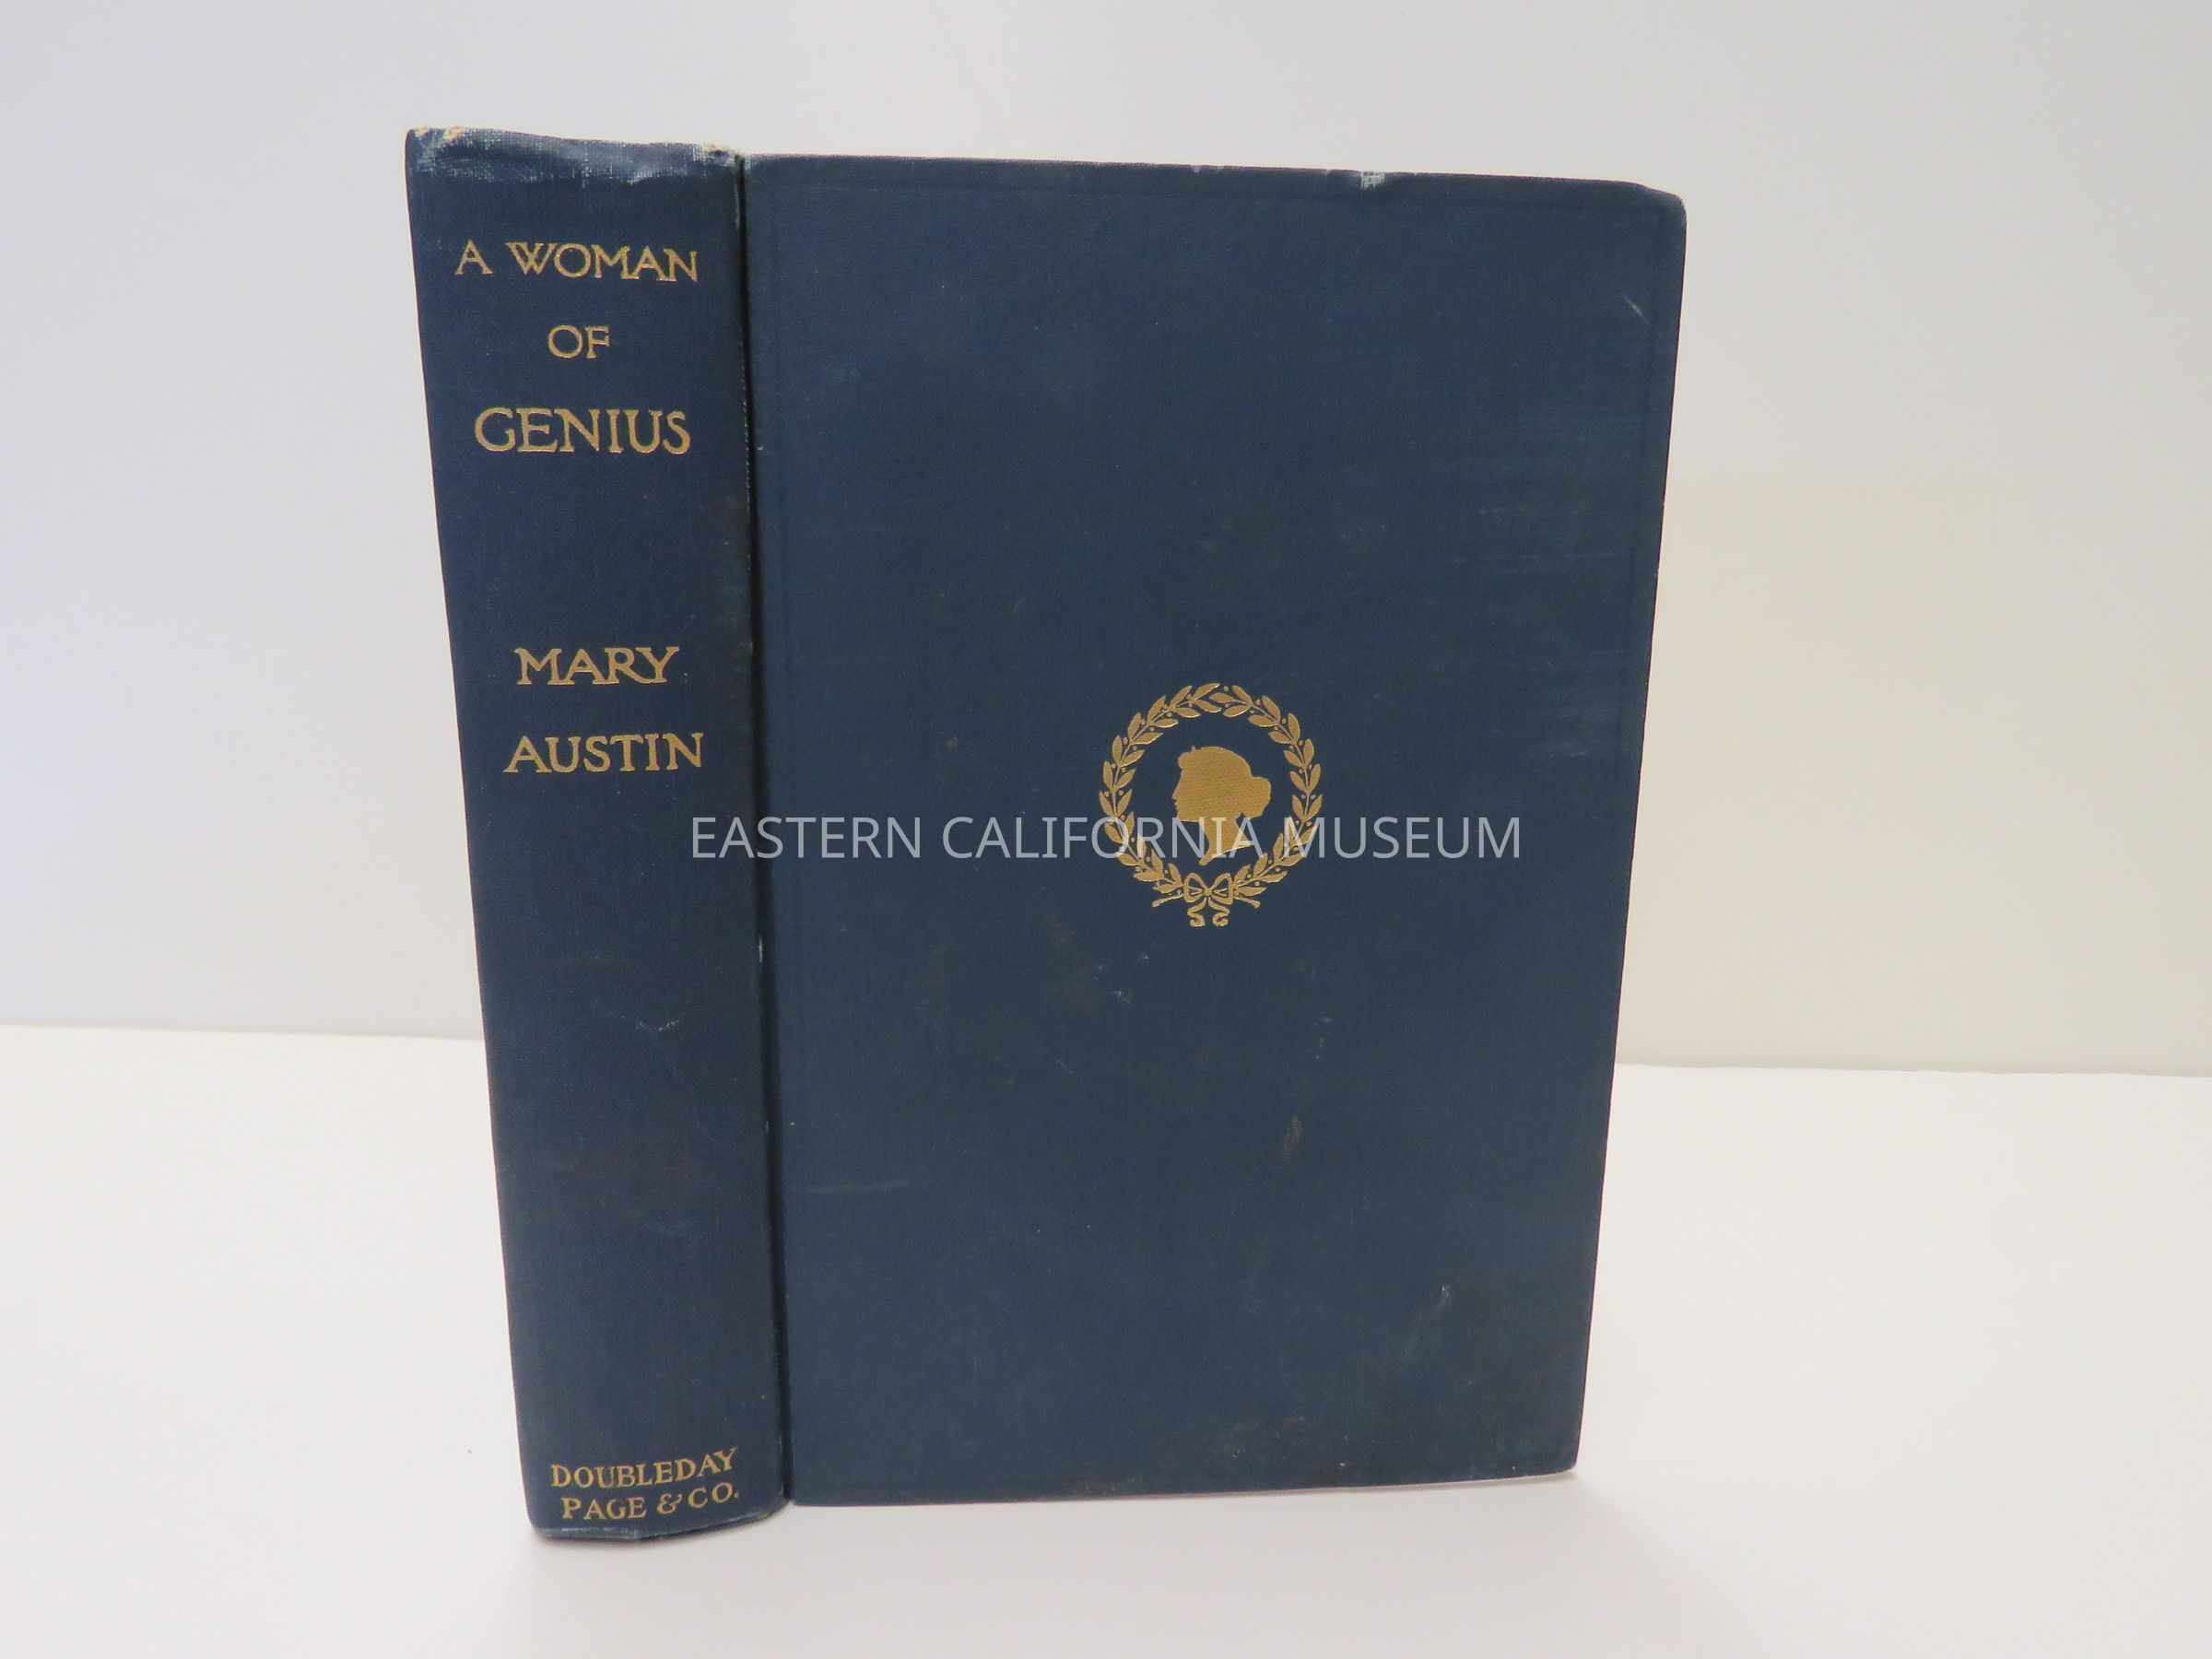 A WOMAN
OF
GENIUS
MARY
AUSTIN
DOUBLEDAY
PAGE & CO.
EASTERN CALIFORNIA MUSEUM